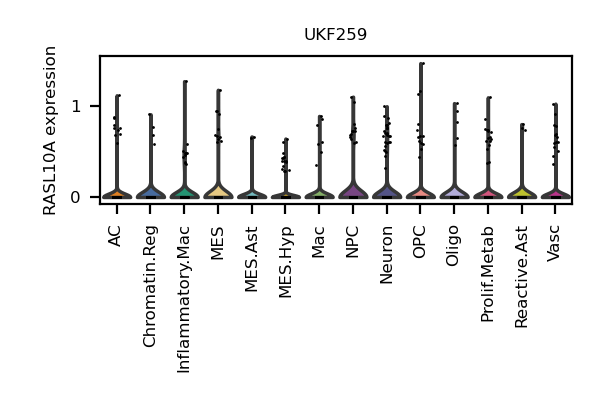 UKF259
RASL10A expression
1
0
AC
Chromatin.Reg
Inflammatory.Mac
MES
MES.Ast
MES.Hyp
Mac
NPC
Neuron
OPC
Oligo
Prolif.Metab
Reactive.Ast
Vasc